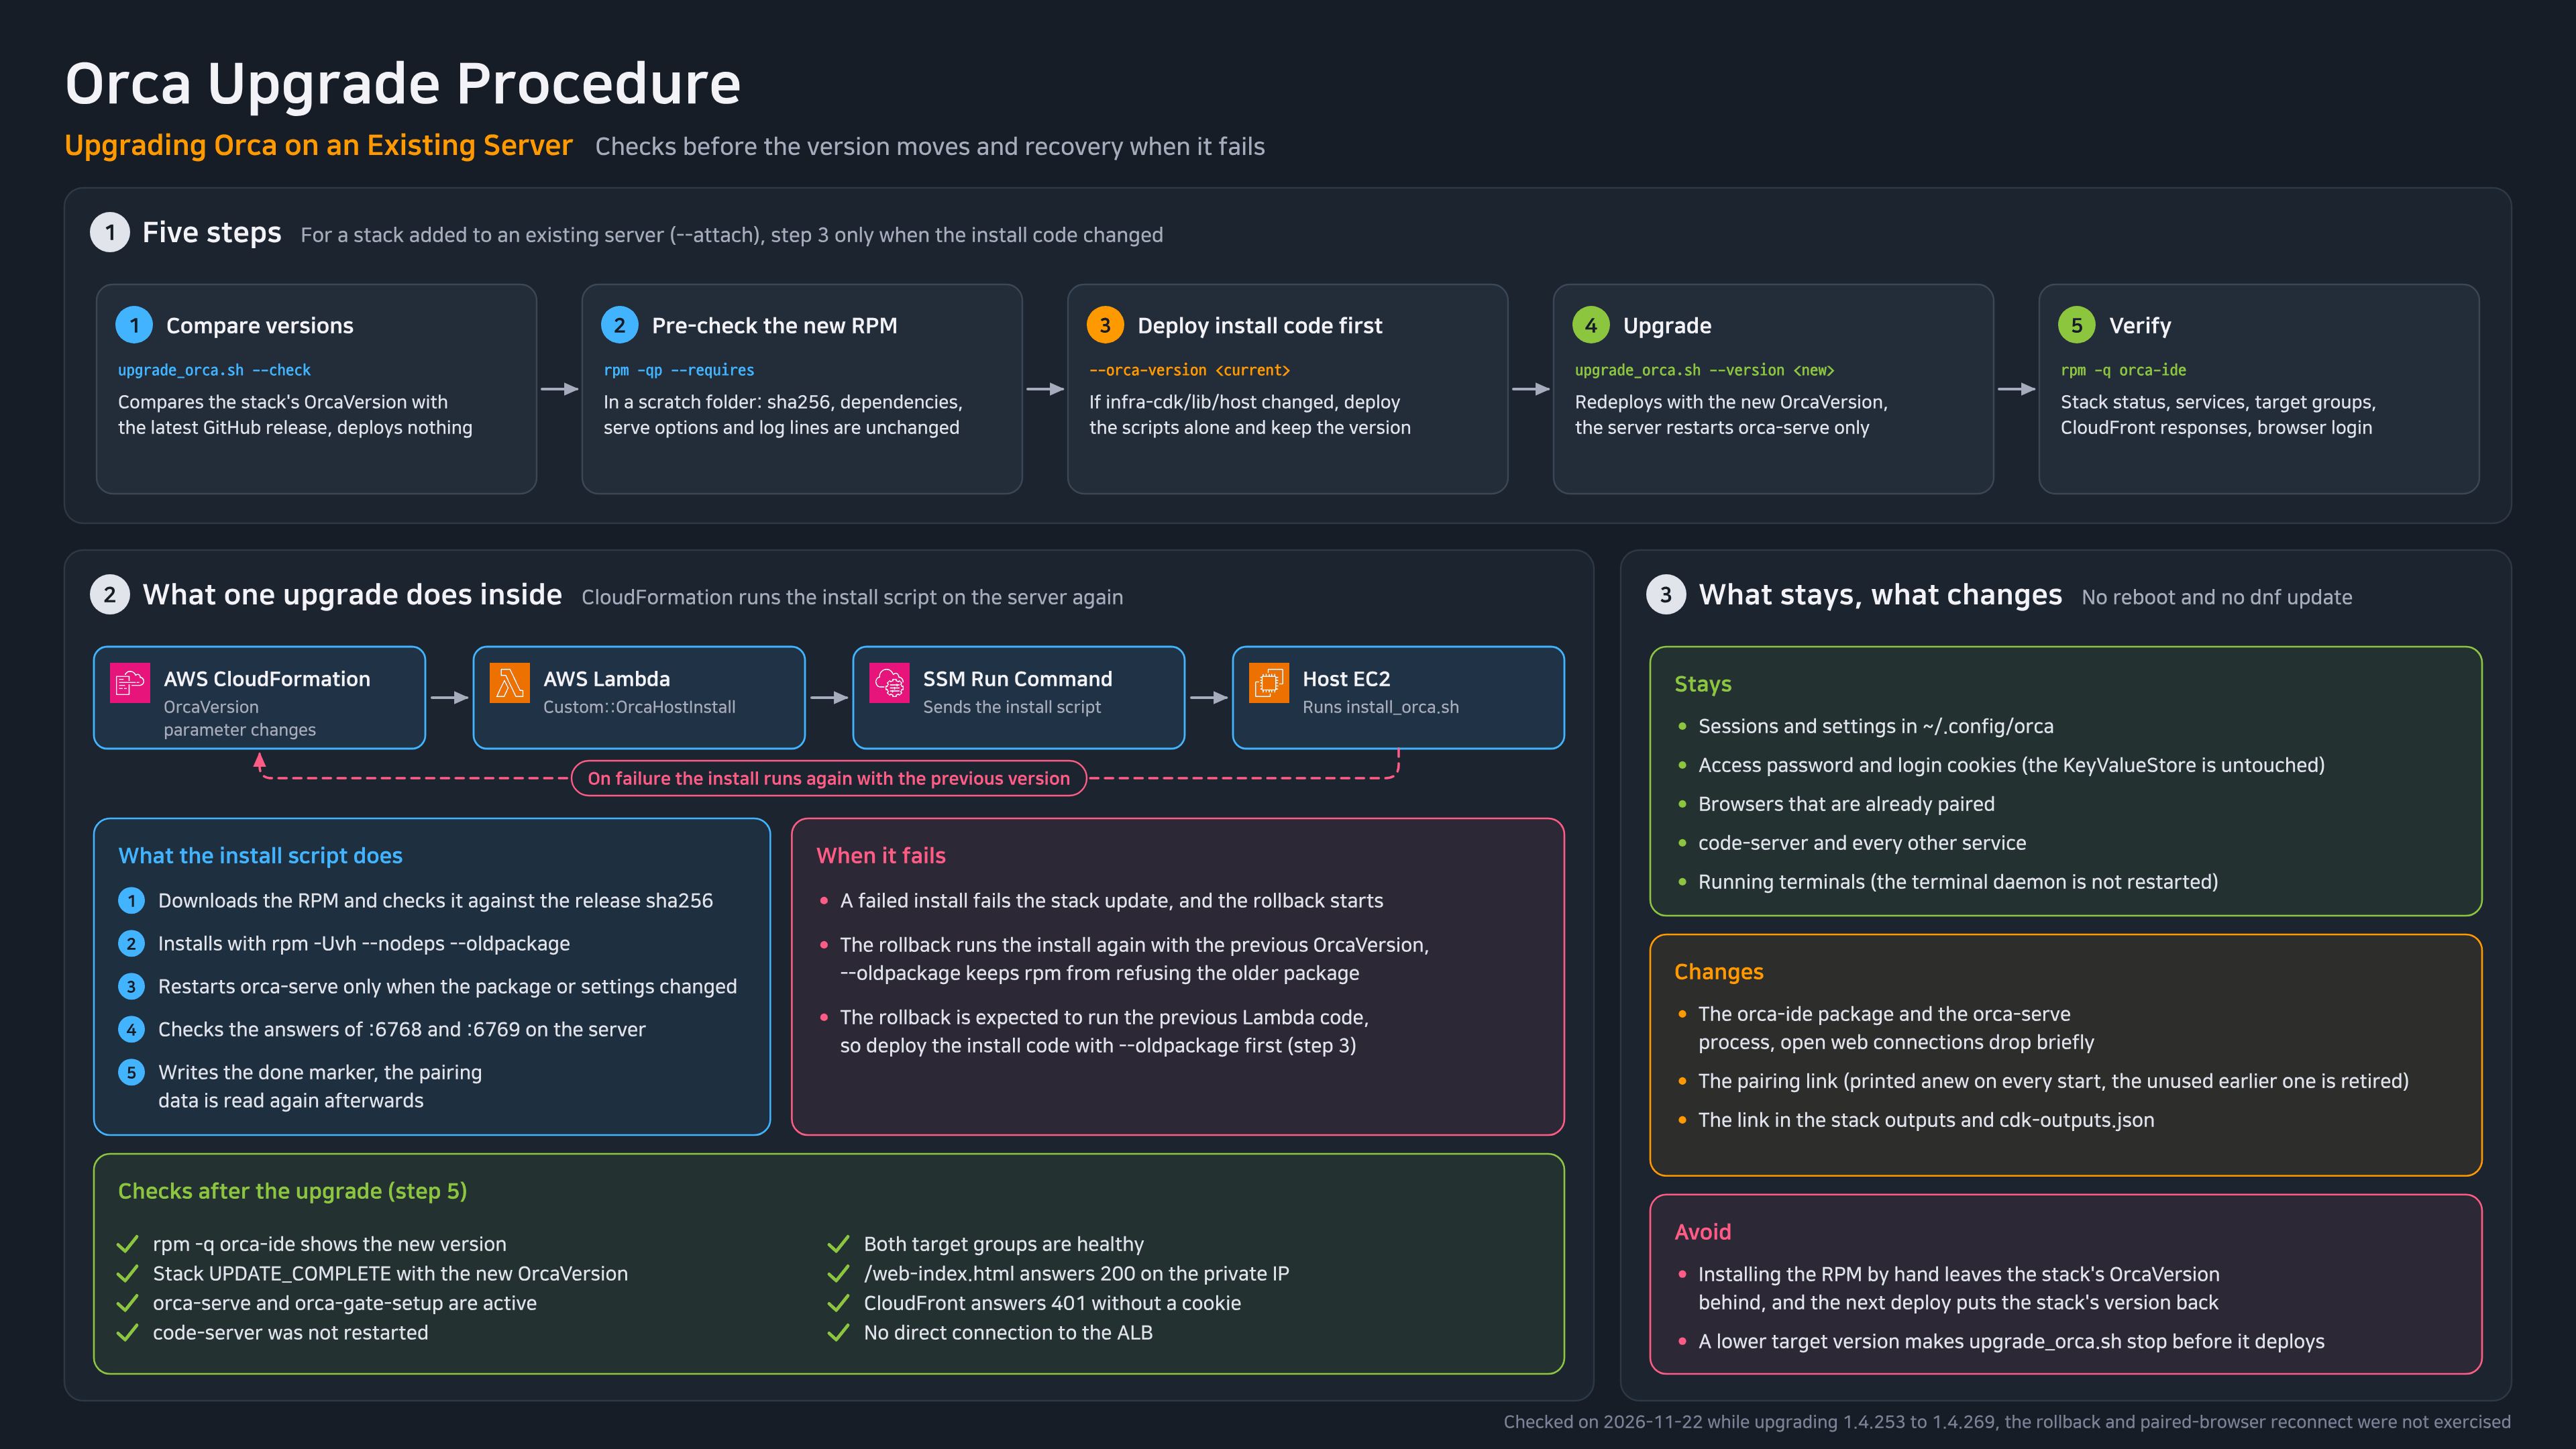 Orca Upgrade Procedure
Upgrading Orca on an Existing Server Checks before the version moves and recovery when it fails
1 Five steps For a stack added to an existing server (--attach), step 3 only when the install code changed
1 Compare versions
upgrade_orca.sh --check
Compares the stack's OrcaVersion with
the latest GitHub release, deploys nothing
2 Pre-check the new RPM
rpm -qp --requires
In a scratch folder: sha256, dependencies,
serve options and log lines are unchanged
3 Deploy install code first
--orca-version <current>
If infra-cdk/lib/host changed, deploy
the scripts alone and keep the version
4 Upgrade
upgrade_orca.sh --version <new>
Redeploys with the new OrcaVersion,
the server restarts orca-serve only
5 Verify
rpm -q orca-ide
Stack status, services, target groups,
CloudFront responses, browser login
2 What one upgrade does inside CloudFormation runs the install script on the server again
AWS CloudFormation
OrcaVersion
parameter changes
AWS Lambda
Custom::OrcaHostInstall
SSM Run Command
Sends the install script
Host EC2
Runs install_orca.sh
On failure the install runs again with the previous version
What the install script does
1 Downloads the RPM and checks it against the release sha256
2 Installs with rpm -Uvh --nodeps --oldpackage
3 Restarts orca-serve only when the package or settings changed
4 Checks the answers of :6768 and :6769 on the server
5 Writes the done marker, the pairing
data is read again afterwards
When it fails
• A failed install fails the stack update, and the rollback starts
• The rollback runs the install again with the previous OrcaVersion,
--oldpackage keeps rpm from refusing the older package
• The rollback is expected to run the previous Lambda code,
so deploy the install code with --oldpackage first (step 3)
Checks after the upgrade (step 5)
rpm -q orca-ide shows the new version
Stack UPDATE_COMPLETE with the new OrcaVersion
orca-serve and orca-gate-setup are active
code-server was not restarted
Both target groups are healthy
/web-index.html answers 200 on the private IP
CloudFront answers 401 without a cookie
No direct connection to the ALB
3 What stays, what changes No reboot and no dnf update
Stays
• Sessions and settings in ~/.config/orca
• Access password and login cookies (the KeyValueStore is untouched)
• Browsers that are already paired
• code-server and every other service
• Running terminals (the terminal daemon is not restarted)
Changes
• The orca-ide package and the orca-serve
process, open web connections drop briefly
• The pairing link (printed anew on every start, the unused earlier one is retired)
• The link in the stack outputs and cdk-outputs.json
Avoid
• Installing the RPM by hand leaves the stack's OrcaVersion
behind, and the next deploy puts the stack's version back
• A lower target version makes upgrade_orca.sh stop before it deploys
Checked on 2026-11-22 while upgrading 1.4.253 to 1.4.269, the rollback and paired-browser reconnect were not exercised